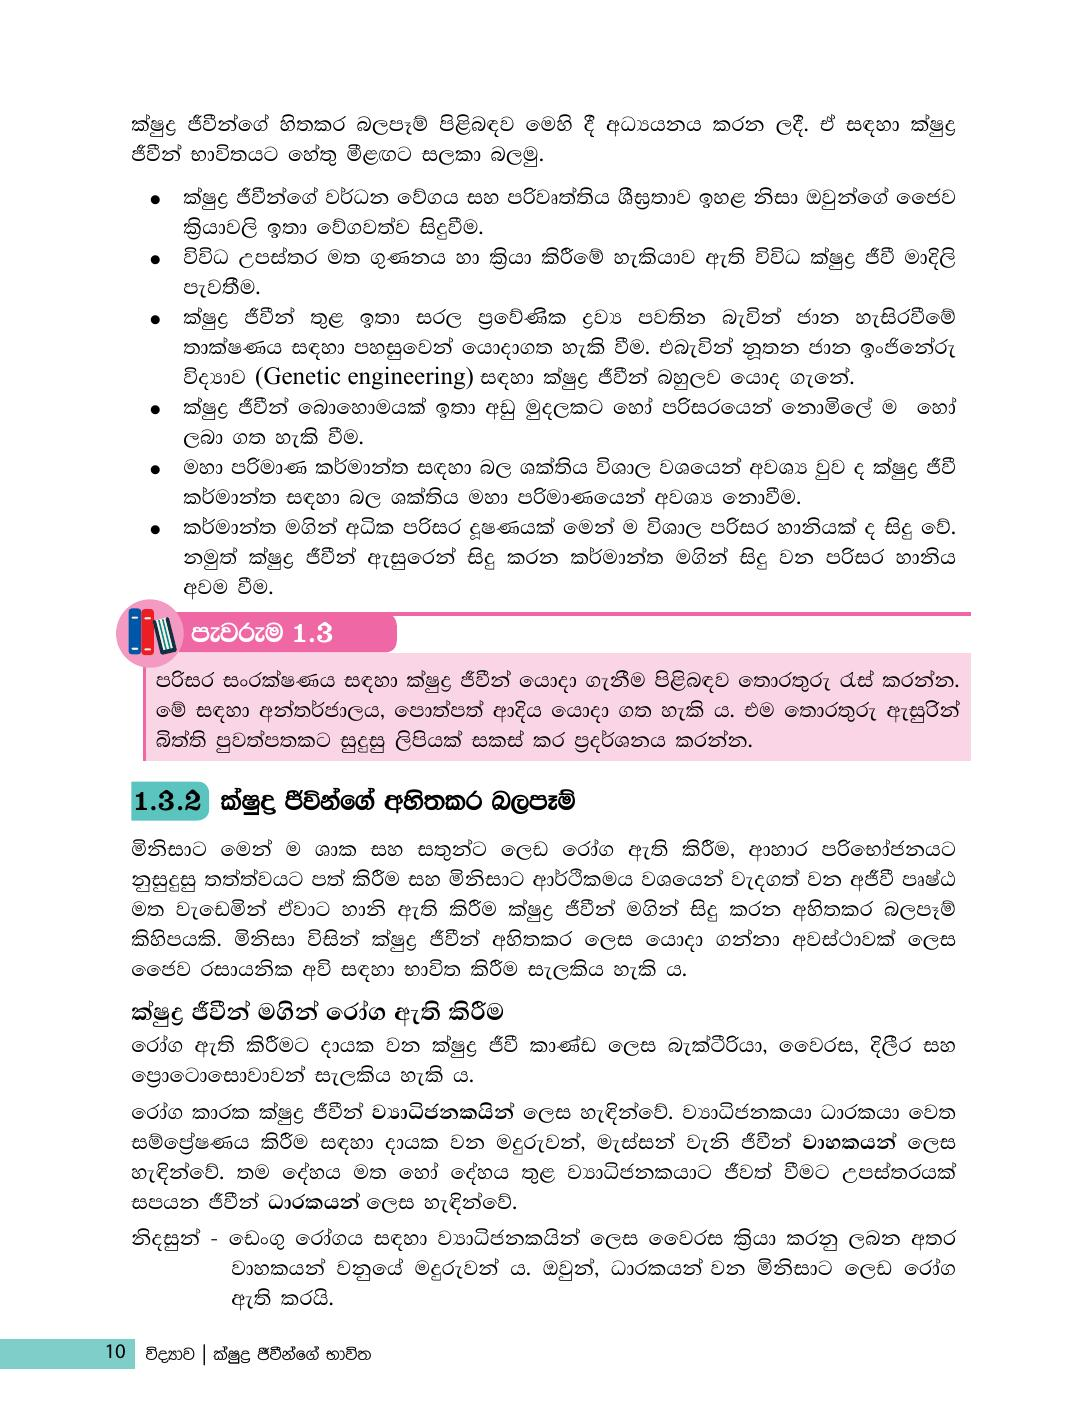 ක්ෂුද්‍ර ජීවීන්ගේ හිතකර බලපෑම් පිළිබඳව මෙහි දී අධ්‍යයනය කරන ලදී. ඒ සඳහා ක්ෂුද්‍ර
ජීවීන් භාවිතයට හේතු මීළඟට සලකා බලමු.
• ක්ෂුද්‍ර ජීවීන්ගේ වර්ධන වේගය සහ පරිවෘත්තීය ශීඝ්‍රතාව ඉහළ නිසා ඔවුන්ගේ ජෛව
ක්‍රියාවලි ඉතා වේගවත්ව සිදුවීම.
• විවිධ උපස්තර මත ගුණනය හා ක්‍රියා කිරීමේ හැකියාව ඇති විවිධ ක්ෂුද්‍ර ජීවී මාදිලි
පැවතීම.
• ක්ෂුද්‍ර ජීවීන් තුළ ඉතා සරල ප්‍රවේණික ද්‍රව්‍ය පවතින බැවින් ජාන හැසිරවීමේ
තාක්ෂණය සඳහා පහසුවෙන් යොදාගත හැකි වීම. එබැවින් නූතන ජාන ඉංජිනේරු
විද්‍යාව (Genetic engineering) සඳහා ක්ෂුද්‍ර ජීවීන් බහුලව යොද ගැනේ.
• ක්ෂුද්‍ර ජීවීන් බොහොමයක් ඉතා අඩු මුදලකට හෝ පරිසරයෙන් නොමිලේ ම හෝ
ලබා ගත හැකි වීම.
• මහා පරිමාණ කර්මාන්ත සඳහා බල ශක්තිය විශාල වශයෙන් අවශ්‍ය වුව ද ක්ෂුද්‍ර ජීවී
කර්මාන්ත සඳහා බල ශක්තිය මහා පරිමාණයෙන් අවශ්‍ය නොවීම.
• කර්මාන්ත මගින් අධික පරිසර දූෂණයක් මෙන් ම විශාල පරිසර හානියක් ද සිදු වේ.
නමුත් ක්ෂුද්‍ර ජීවීන් ඇසුරෙන් සිදු කරන කර්මාන්ත මගින් සිදු වන පරිසර හානිය
අවම වීම.
පැවරුම 1.3
පරිසර සංරක්ෂණය සඳහා ක්ෂුද්‍ර ජීවීන් යොදා ගැනීම පිළිබඳව තොරතුරු රැස් කරන්න.
මේ සඳහා අන්තර්ජාලය, පොත්පත් ආදිය යොදා ගත හැකි ය. එම තොරතුරු ඇසුරින්
බිත්ති පුවත්පතකට සුදුසු ලිපියක් සකස් කර ප්‍රදර්ශනය කරන්න.
1.3.2 ක්ෂුද්‍ර ජීවීන්ගේ අහිතකර බලපෑම්
මිනිසාට මෙන් ම ශාක සහ සතුන්ට ලෙඩ රෝග ඇති කිරීම, ආහාර පරිභෝජනයට
නුසුදුසු තත්ත්වයට පත් කිරීම සහ මිනිසාට ආර්ථිකමය වශයෙන් වැදගත් වන අජීවී පෘෂ්ඨ
මත වැඩෙමින් ඒවාට හානි ඇති කිරීම ක්ෂුද්‍ර ජීවීන් මගින් සිදු කරන අහිතකර බලපෑම්
කිහිපයකි. මිනිසා විසින් ක්ෂුද්‍ර ජීවීන් අහිතකර ලෙස යොදා ගන්නා අවස්ථාවක් ලෙස
ජෛව රසායනික අවි සඳහා භාවිත කිරීම සැලකිය හැකි ය.
ක්ෂුද්‍ර ජීවීන් මගින් රෝග ඇති කිරීම
රෝග ඇති කිරීමට දායක වන ක්ෂුද්‍ර ජීවී කාණ්ඩ ලෙස බැක්ටීරියා, වෛරස, දිලීර සහ
ප්‍රොටොසොවාවන් සැලකිය හැකි ය.
රෝග කාරක ක්ෂුද්‍ර ජීවීන් ව්‍යාධිජනකයින් ලෙස හැඳින්වේ. ව්‍යාධිජනකයා ධාරකයා වෙත
සම්ප්‍රේෂණය කිරීම සඳහා දායක වන මදුරුවන්, මැස්සන් වැනි ජීවීන් වාහකයන් ලෙස
හැඳින්වේ. තම දේහය මත හෝ දේහය තුළ ව්‍යාධිජනකයාට ජීවත් වීමට උපස්තරයක්
සපයන ජීවීන් ධාරකයන් ලෙස හැඳින්වේ.
නිදසුන් - ඩෙංගු රෝගය සඳහා ව්‍යාධිජනකයින් ලෙස වෛරස ක්‍රියා කරනු ලබන අතර
වාහකයන් වනුයේ මදුරුවන් ය. ඔවුන්, ධාරකයන් වන මිනිසාට ලෙඩ රෝග
ඇති කරයි.
10 විද්‍යාව | ක්ෂුද්‍ර ජීවීන්ගේ භාවිත